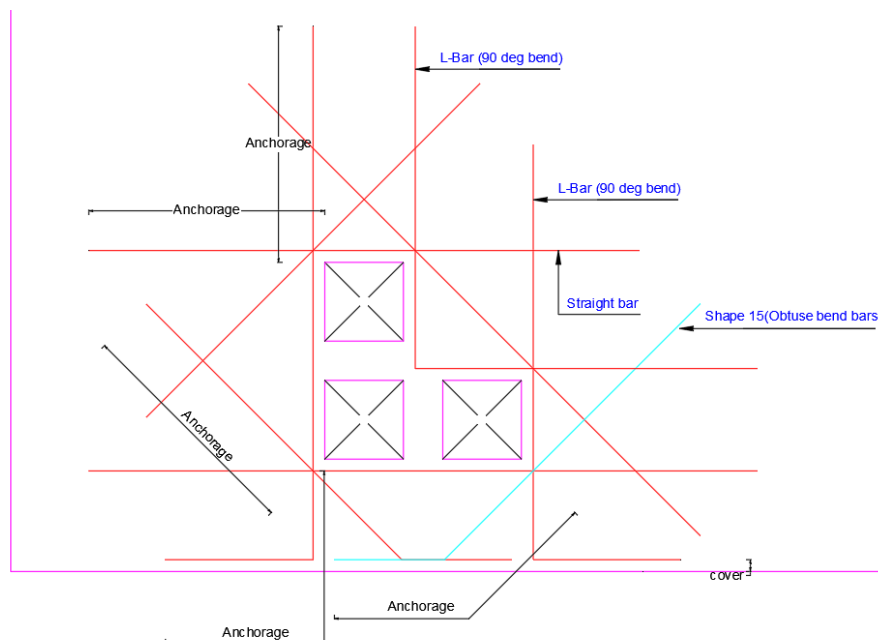 L-Bar (90 deg bend)
Anchorage
L-Bar (90 deg bend)
Anchorage
Straight bar
Shape 15(Obtuse bend bars
Anchorage
cover
Anchorage
Anchorage